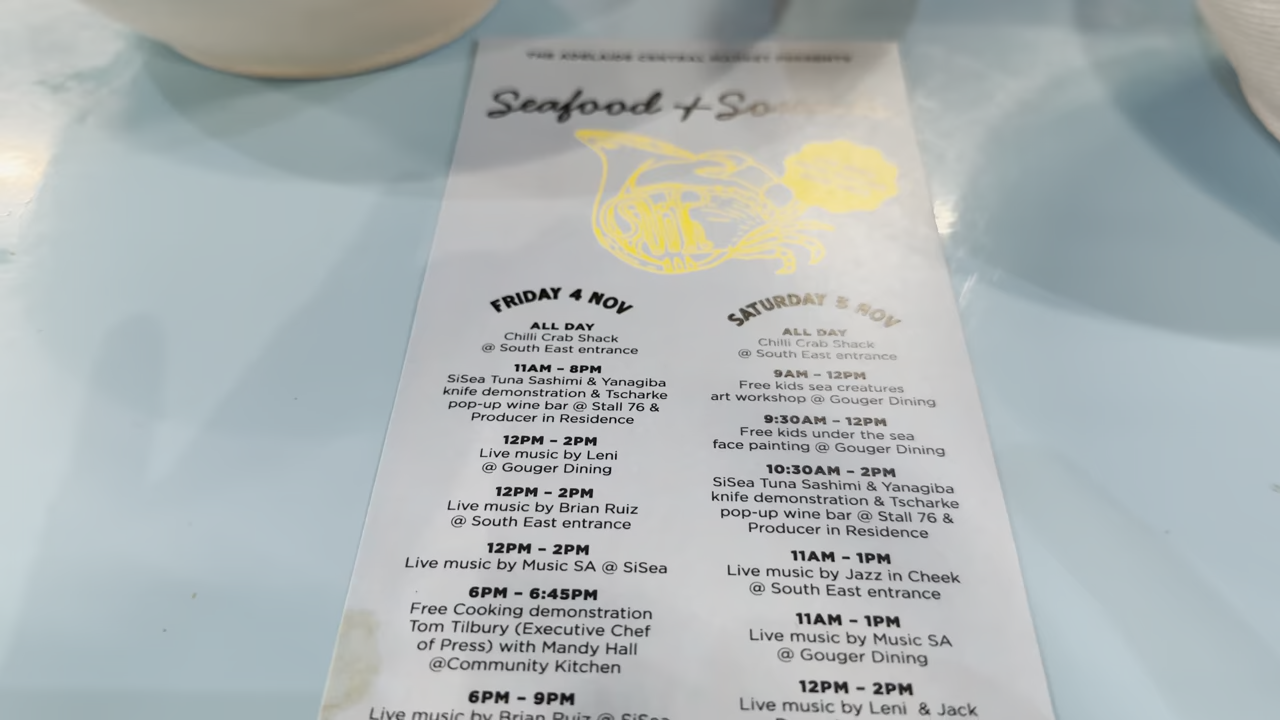 THE ADELAIDE CENTRAL MARKET PRESENTS
Seafood +
FRIDAY 4 NOV
ALL DAY
Chilli Crab Shack
@ South East entrance
11AM – 8PM
SiSea Tuna Sashimi & Yanagiba
knife demonstration & Tscharke
pop-up wine bar @ Stall 76 &
Producer in Residence
12PM – 2PM
Live music by Leni
@ Gouger Dining
12PM – 2PM
Live music by Brian Ruiz
@ South East entrance
12PM – 2PM
Live music by Music SA @ SiSea
6PM – 6:45PM
Free Cooking demonstration
Tom Tilbury (Executive Chef
of Press) with Mandy Hall
@Community Kitchen
6PM – 9PM
Live music by Brian Ruiz @ SiSea
SATURDAY 5 NOV
ALL DAY
Chilli Crab Shack
@ South East entrance
9AM – 12PM
Free kids sea creatures
art workshop @ Gouger Dining
9:30AM – 12PM
Free kids under the sea
face painting @ Gouger Dining
10:30AM – 2PM
SiSea Tuna Sashimi & Yanagiba
knife demonstration & Tscharke
pop-up wine bar @ Stall 76 &
Producer in Residence
11AM – 1PM
Live music by Jazz in Cheek
@ South East entrance
11AM – 1PM
Live music by Music SA
@ Gouger Dining
12PM – 2PM
Live music by Leni & Jack